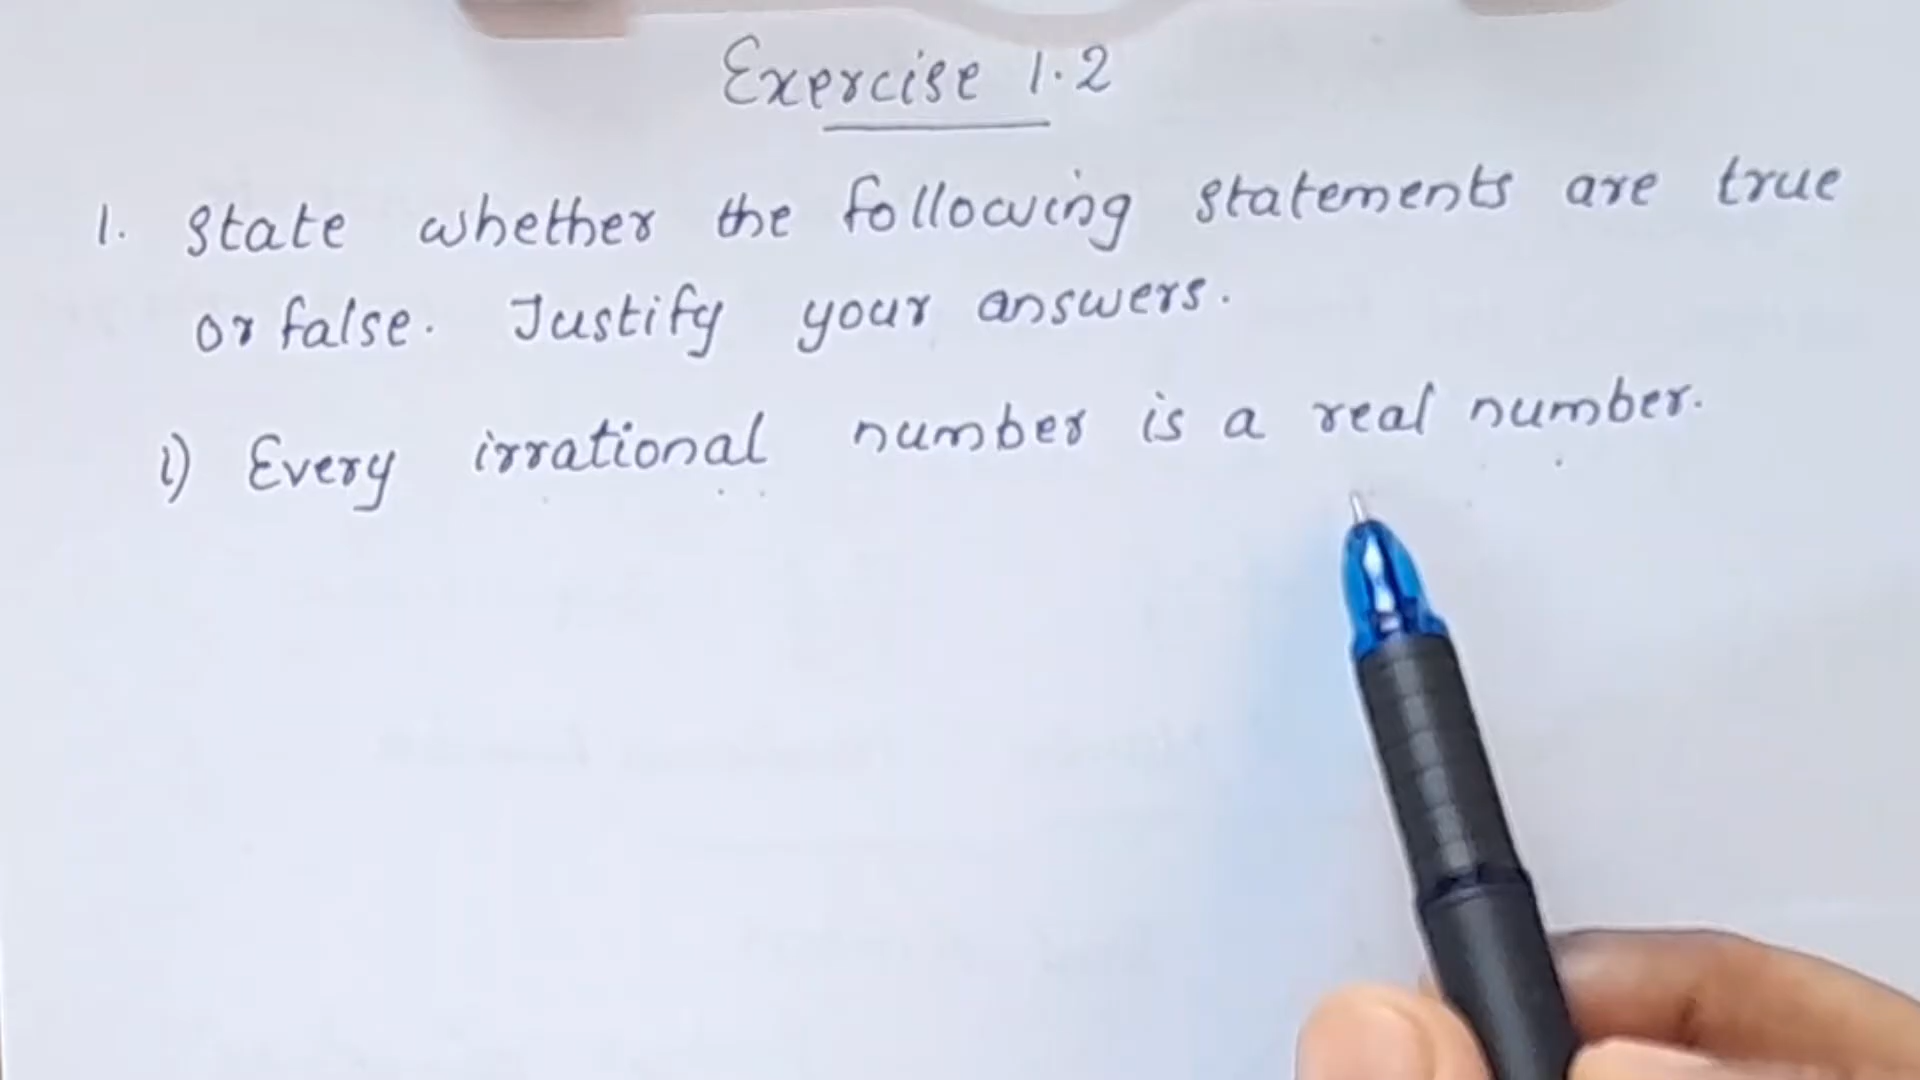 Exercise 1.2
1. State whether the following statements are true
or false. Justify your answers.
i) Every irrational number is a real number.